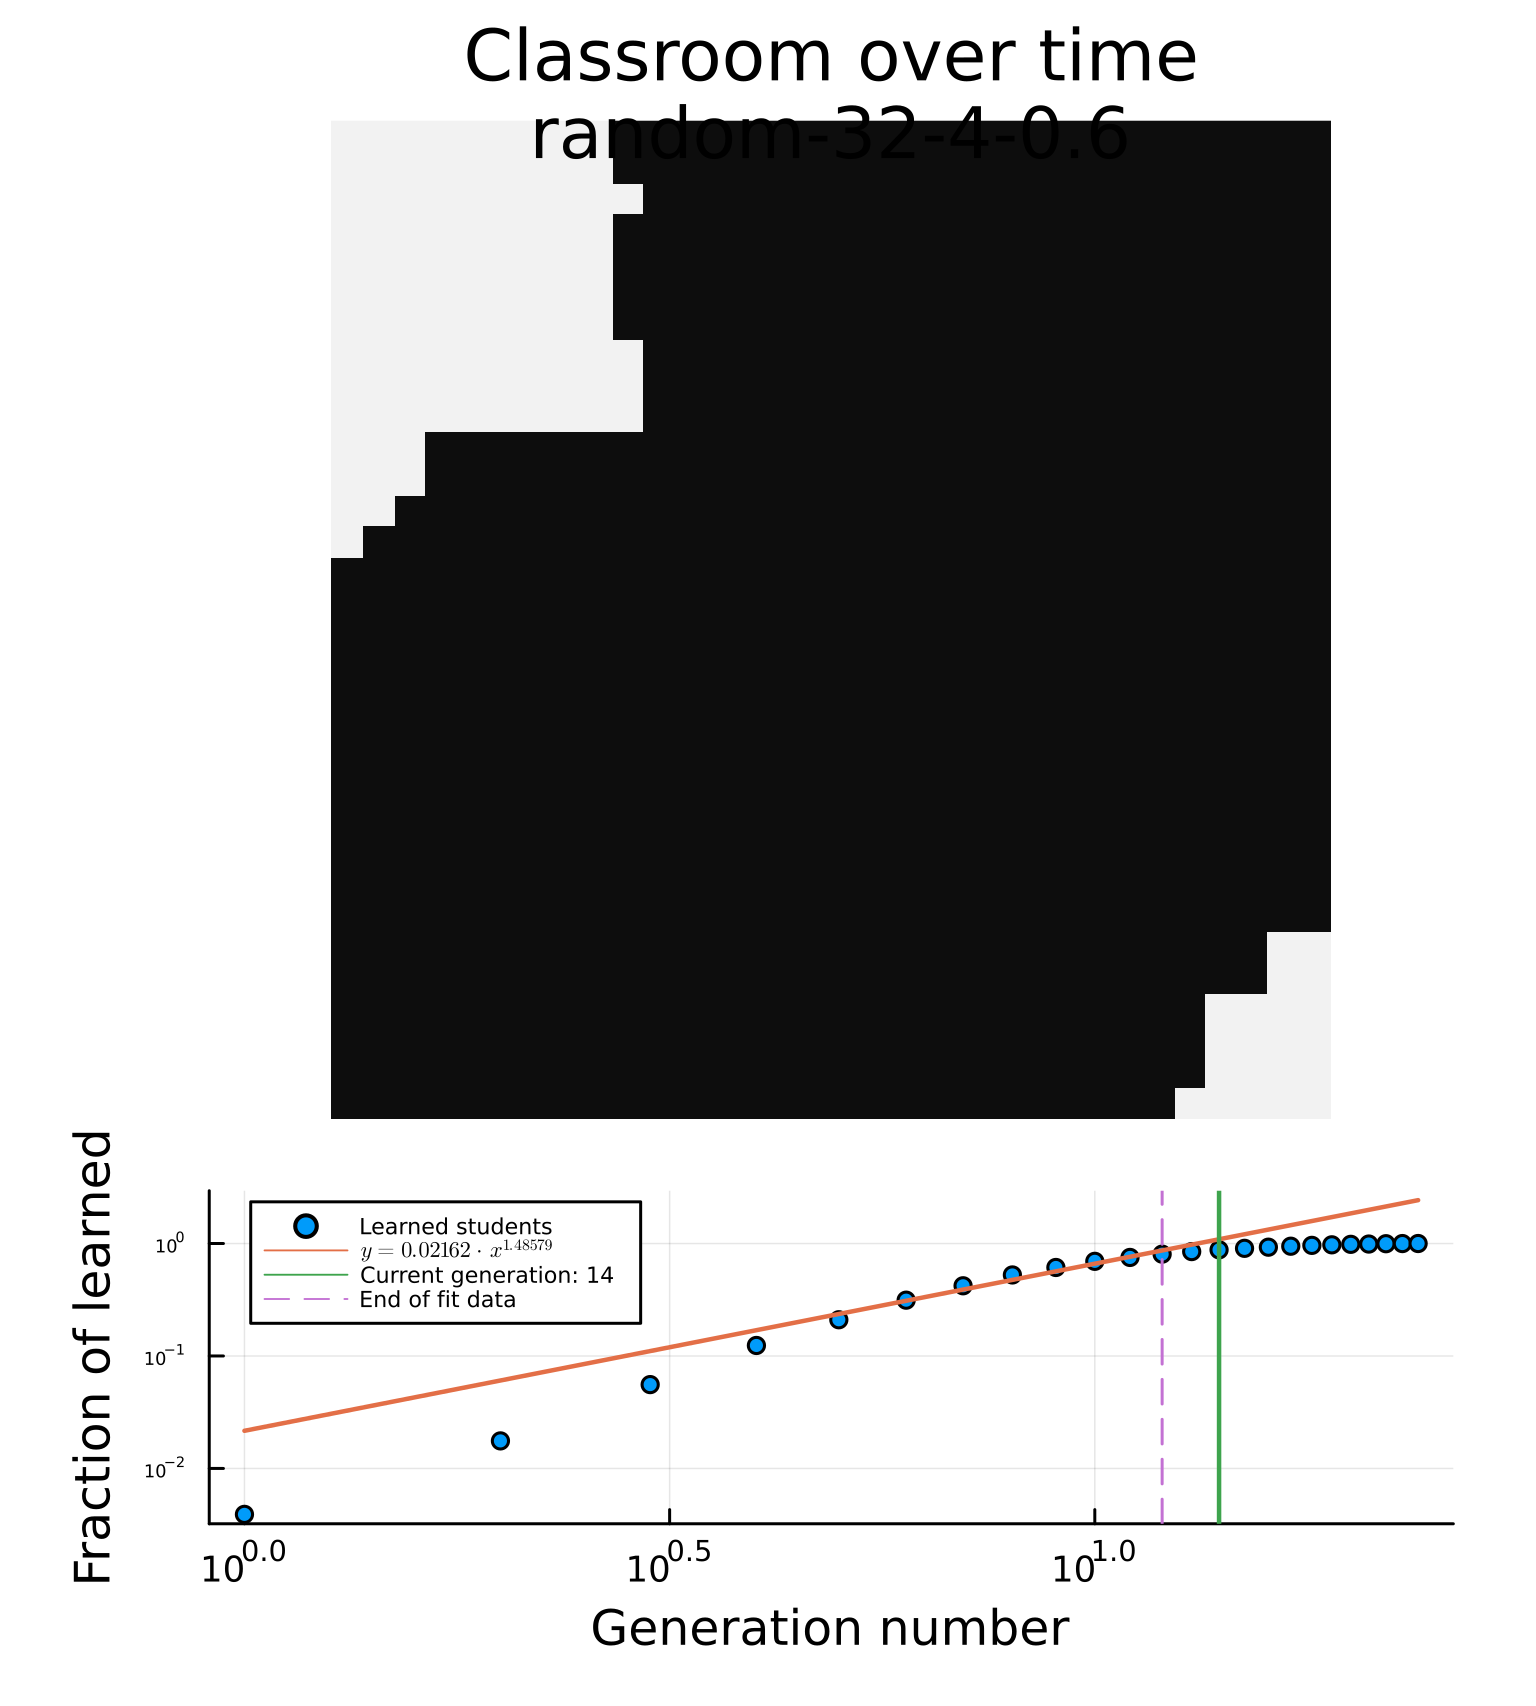 Classroom over time
random-32-4-0.6
Fraction of learned
10^0
10^−1
10^−2
Learned students
y = 0.02162 · x^1.48579
Current generation: 14
End of fit data
10^0.0
10^0.5
10^1.0
Generation number